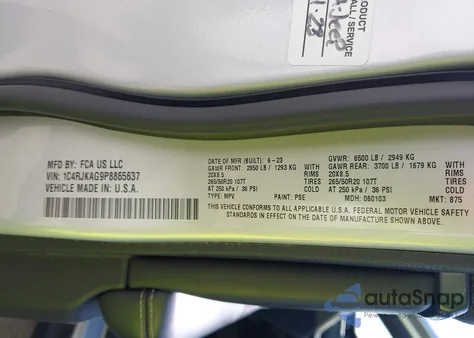 PRODUCT
ALL / SERVICE
Jeep
MFD BY: FCA US LLC
VIN: 1C4RJKAG9P8865637
VEHICLE MADE IN U.S.A.
DATE OF MFR (BUILT): 6-23
GAWR FRONT: 2850 LB / 1293 KG WITH
20X8.5 RIMS
265/50R20 107T TIRES
AT 250 kPa / 36 PSI COLD
TYPE: MPV PAINT: PSE MDH: 060103 MKT: 875
GVWR: 6500 LB / 2949 KG
GAWR REAR: 3700 LB / 1679 KG WITH
20X8.5 RIMS
265/50R20 107T TIRES
AT 250 kPa / 36 PSI COLD
THIS VEHICLE CONFORMS TO ALL APPLICABLE U.S.A. FEDERAL MOTOR VEHICLE SAFETY
STANDARDS IN EFFECT ON THE DATE OF MANUFACTURE SHOWN ABOVE.
autoSnap